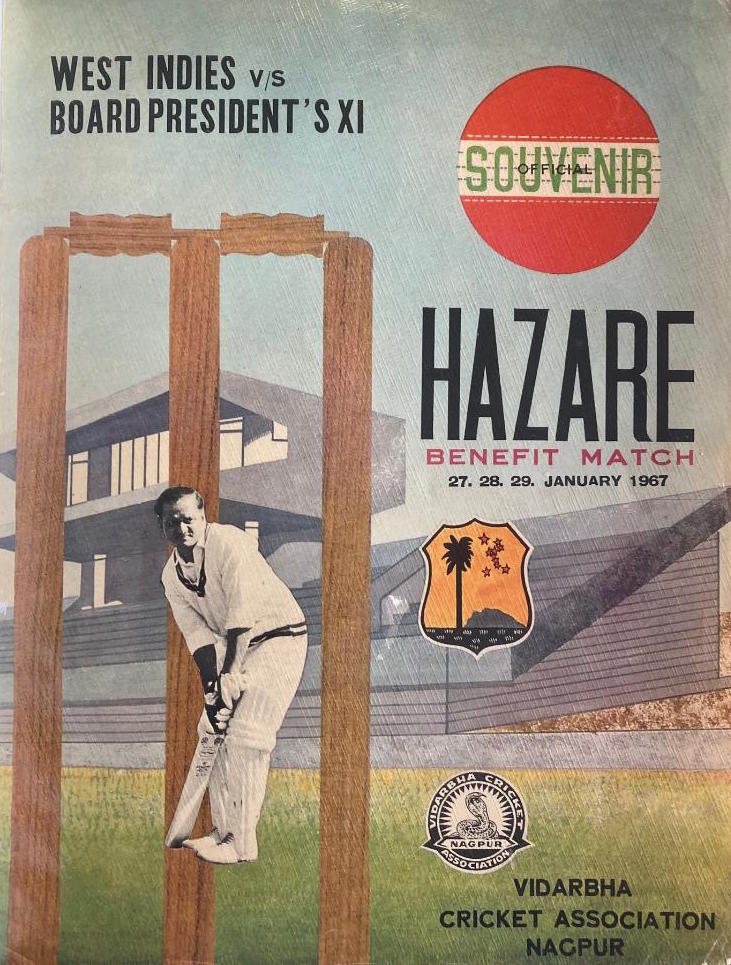 WEST INDIES V/S
BOARD PRESIDENT'S XI
SOUVENIR
OFFICIAL
HAZARE
BENEFIT MATCH
27. 28. 29. JANUARY 1967
VIDARBHA CRICKET
NAGPUR
ASSOCIATION
VIDARBHA
CRICKET ASSOCIATION
NAGPUR